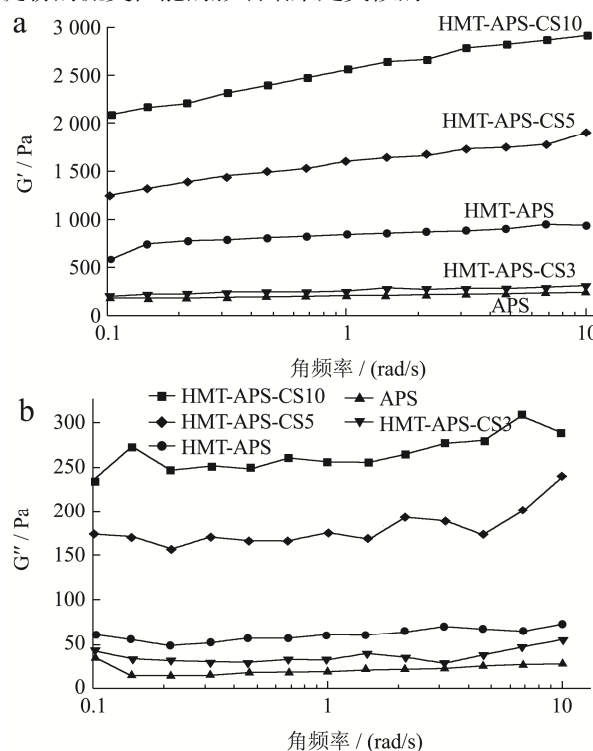 a
3 000
2 500
2 000
1 500
1 000
500
0
G′ / Pa
HMT-APS-CS10
HMT-APS-CS5
HMT-APS
HMT-APS-CS3
APS
0.1
1
10
角频率 / (rad/s)
b
HMT-APS-CS10
APS
HMT-APS-CS5
HMT-APS-CS3
HMT-APS
300
250
200
150
100
50
0
G″ / Pa
0.1
1
10
角频率 / (rad/s)